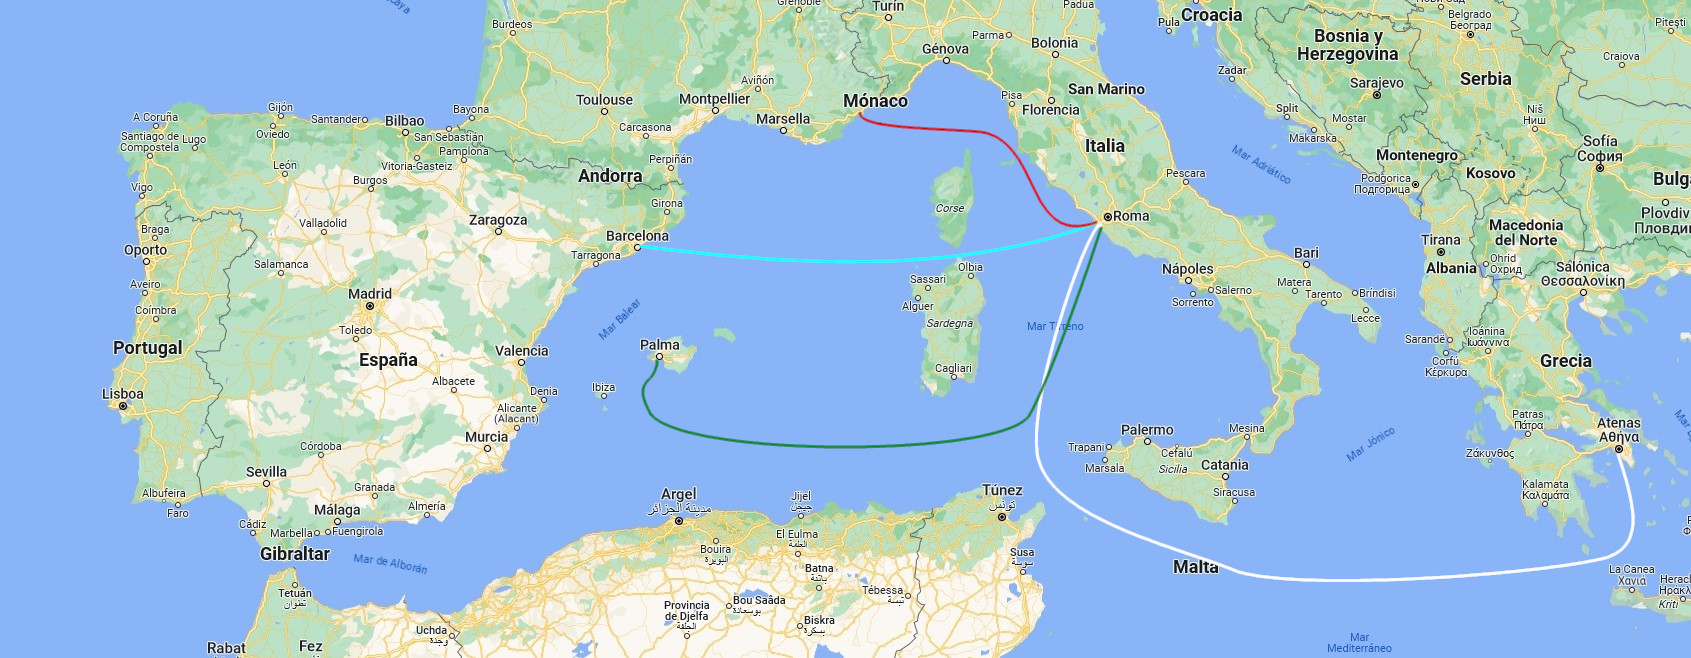 Grenoble
Turín
Padua
Pula
Croacia
Belgrado
Београд
Pitești
Burdeos
Génova
Parma
Bolonia
Bosnia y
Herzegovina
Craiova
Zadar
Sarajevo
Serbia
Aviñón
Toulouse
Montpellier
Mónaco
Pisa
San Marino
Florencia
Split
Niš
Ниш
A Coruña
Gijón
Santander
Bilbao
Bayona
Marsella
Mostar
Santiago de
Compostela
Lugo
Oviedo
San Sebastián
Carcasona
Makarska
Sofía
София
León
Vitoria-Gasteiz
Pamplona
Perpiñán
Italia
Mar Adriático
Montenegro
Kosovo
Vigo
Burgos
Andorra
Pescara
Podgorica
Подгорица
Bulg
Girona
Corse
Valladolid
Zaragoza
Roma
Macedonia
del Norte
Plovdiv
Пловди
Braga
Oporto
Barcelona
Tarragona
Bari
Tirana
Albania
Ohrid
Охрид
Salamanca
Olbia
Sassari
Nápoles
Salónica
Θεσσαλονίκη
Aveiro
Coimbra
Madrid
Alguer
Sorrento
Salerno
Matera
Tarento
Brindisi
Lecce
Toledo
Mar Balear
Sardegna
Mar T reno
Sarandë
Ioánina
Ιωάννινα
Portugal
España
Valencia
Palma
Corfú
Κέρκυρα
Grecia
Lisboa
Albacete
Denia
Ibiza
Cagliari
Alicante
(Alacant)
Murcia
Palermo
Mesina
Mar Jónico
Patras
Πάτρα
Atenas
Αθήνα
Córdoba
Trapani
Cefalú
Marsala
Sicilia
Catania
Ζάκυνθος
Sevilla
Granada
Siracusa
Kalamata
Καλαμάτα
Albufeira
Faro
Málaga
Almería
Argel
مدينة الجزائر
Jijel
جيجل
Túnez
تونس
Cádiz
Marbella
Fuengirola
Gibraltar
Mar de Alborán
Bouira
البويرة
El Eulma
العلمة
Susa
سوسة
Malta
La Canea
Χανιά
Heracl
Ηρακλ
Kriti
Tetuán
تطوان
Batna
باتنة
Tébessa
تبسة
Provincia
de Djelfa
الجلفة
Bou Saâda
بوسعادة
Biskra
بسكرة
Uchda
وجدة
Rabat
Fez
Mar
Mediterráneo